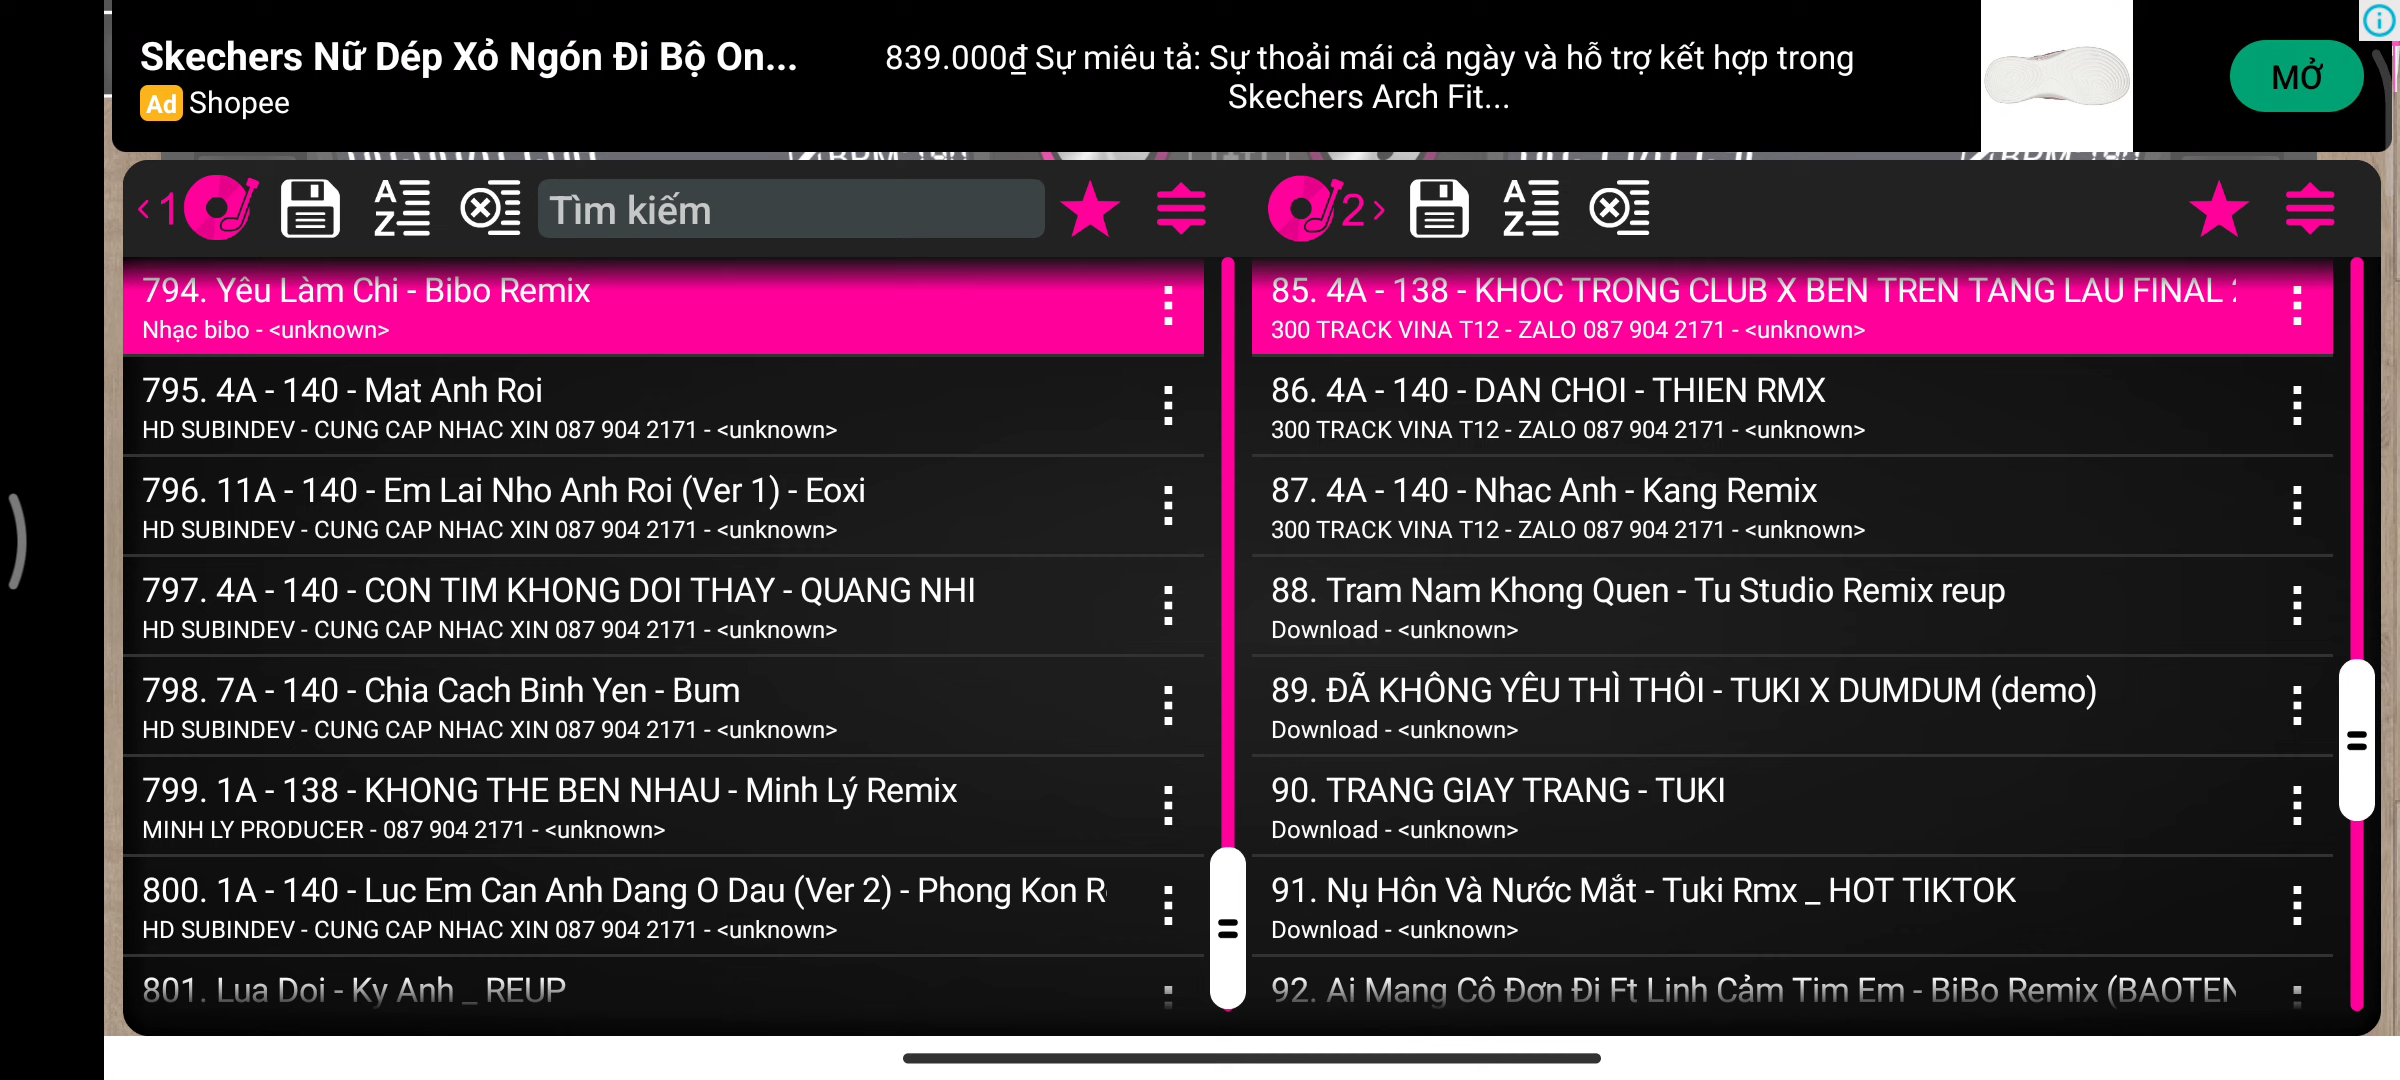 Skechers Nữ Dép Xỏ Ngón Đi Bộ On...
Ad Shopee
839.000₫ Sự miêu tả: Sự thoải mái cả ngày và hỗ trợ kết hợp trong
Skechers Arch Fit...
MỞ
1
A
Z
Tìm kiếm
2
A
Z
794. Yêu Làm Chi - Bibo Remix
Nhạc bibo - <unknown>
795. 4A - 140 - Mat Anh Roi
HD SUBINDEV - CUNG CAP NHAC XIN 087 904 2171 - <unknown>
796. 11A - 140 - Em Lai Nho Anh Roi (Ver 1) - Eoxi
HD SUBINDEV - CUNG CAP NHAC XIN 087 904 2171 - <unknown>
797. 4A - 140 - CON TIM KHONG DOI THAY - QUANG NHI
HD SUBINDEV - CUNG CAP NHAC XIN 087 904 2171 - <unknown>
798. 7A - 140 - Chia Cach Binh Yen - Bum
HD SUBINDEV - CUNG CAP NHAC XIN 087 904 2171 - <unknown>
799. 1A - 138 - KHONG THE BEN NHAU - Minh Lý Remix
MINH LY PRODUCER - 087 904 2171 - <unknown>
800. 1A - 140 - Luc Em Can Anh Dang O Dau (Ver 2) - Phong Kon
HD SUBINDEV - CUNG CAP NHAC XIN 087 904 2171 - <unknown>
801. Lua Doi - Ky Anh _ REUP
85. 4A - 138 - KHOC TRONG CLUB X BEN TREN TANG LAU FINAL
300 TRACK VINA T12 - ZALO 087 904 2171 - <unknown>
86. 4A - 140 - DAN CHOI - THIEN RMX
300 TRACK VINA T12 - ZALO 087 904 2171 - <unknown>
87. 4A - 140 - Nhac Anh - Kang Remix
300 TRACK VINA T12 - ZALO 087 904 2171 - <unknown>
88. Tram Nam Khong Quen - Tu Studio Remix reup
Download - <unknown>
89. ĐÃ KHÔNG YÊU THÌ THÔI - TUKI X DUMDUM (demo)
Download - <unknown>
90. TRANG GIAY TRANG - TUKI
Download - <unknown>
91. Nụ Hôn Và Nước Mắt - Tuki Rmx _ HOT TIKTOK
Download - <unknown>
92. Ai Mang Cô Đơn Đi Ft Linh Cảm Tim Em - BiBo Remix (BAOTEN